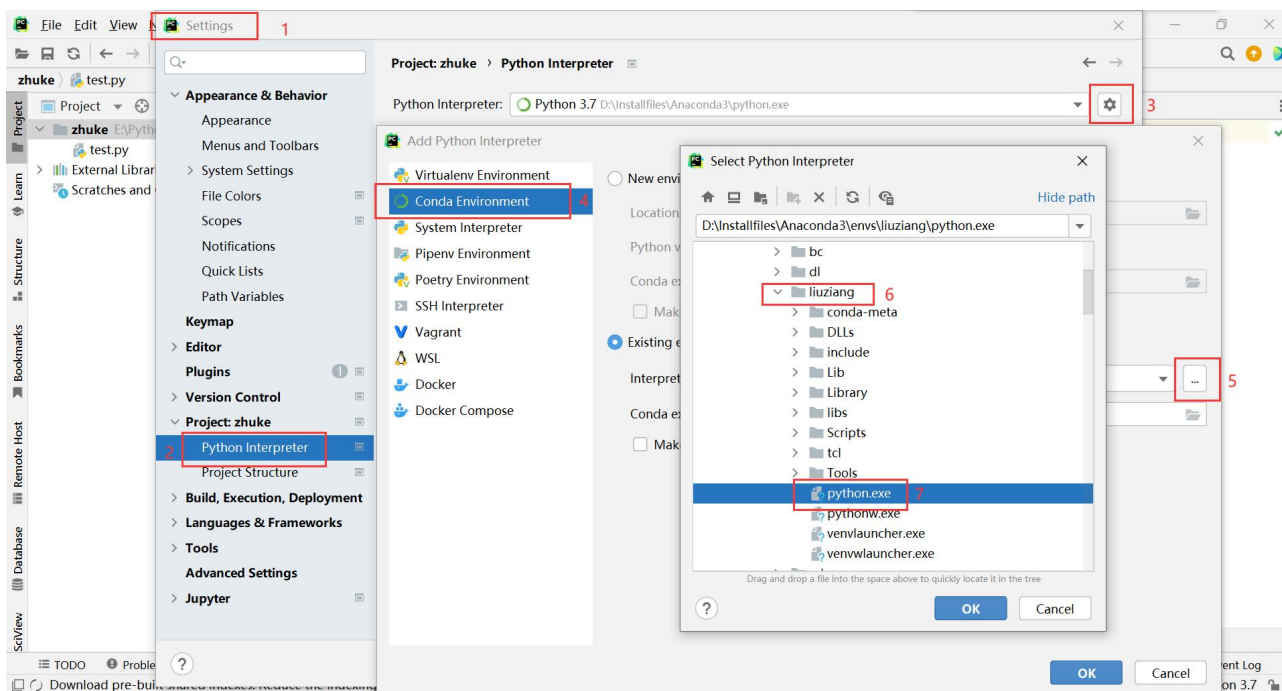 File Edit View
Settings
1
zhuke test.py
Project
zhuke E:\Pyth
test.py
External Librar
Scratches and
Project
Learn
Structure
Bookmarks
Remote Host
Database
SciView
Appearance & Behavior
Appearance
Menus and Toolbars
System Settings
File Colors
Scopes
Notifications
Quick Lists
Path Variables
Keymap
Editor
Plugins 1
Version Control
Project: zhuke
2 Python Interpreter
Project Structure
Build, Execution, Deployment
Languages & Frameworks
Tools
Advanced Settings
Jupyter
?
Project: zhuke › Python Interpreter
Python Interpreter: Python 3.7 D:\Installfiles\Anaconda3\python.exe
3
Add Python Interpreter
Virtualenv Environment
Conda Environment 4
System Interpreter
Pipenv Environment
Poetry Environment
SSH Interpreter
Vagrant
WSL
Docker
Docker Compose
New envi
Location
Python v
Conda ex
Mak
Existing e
Interpret
... 5
Conda ex
Mak
Select Python Interpreter
Hide path
D:\Installfiles\Anaconda3\envs\liuziang\python.exe
bc
dl
liuziang 6
conda-meta
DLLs
include
Lib
Library
libs
Scripts
tcl
Tools
python.exe 7
pythonw.exe
venvlauncher.exe
venvwlauncher.exe
Drag and drop a file into the space above to quickly locate it in the tree
? OK Cancel
OK Cancel
TODO Proble
ent Log
Download pre-built shared indexes. Reduce the indexing
on 3.7